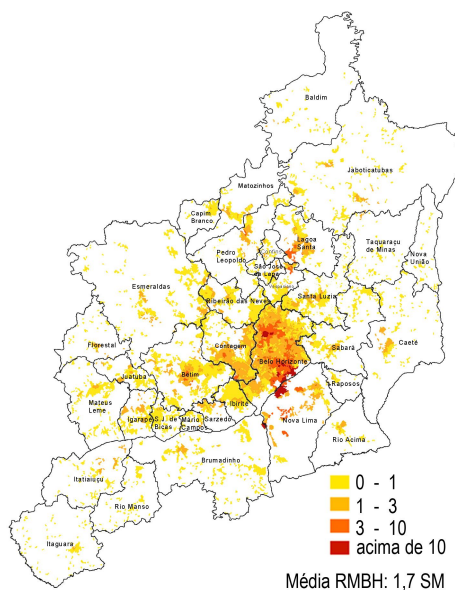 Baldim
Jaboticatubas
Matozinhos
Capim
Branco
Lagoa
Santa
Pedro
Leopoldo
Confins
São José
da Lapa
Taquaraçu
de Minas
Nova
União
Esmeraldas
Vespasiano
Ribeirão das Neves
Santa Luzia
Florestal
Contagem
Sabará
Caeté
Belo Horizonte
Juatuba
Betim
Raposos
Mateus
Leme
Igarapé
S.J. de
Bicas
Mário
Campos
Sarzedo
Ibirité
Nova Lima
Rio Acima
Brumadinho
Itatiaiuçu
Rio Manso
Itaguara
0 - 1
1 - 3
3 - 10
acima de 10
Média RMBH: 1,7 SM